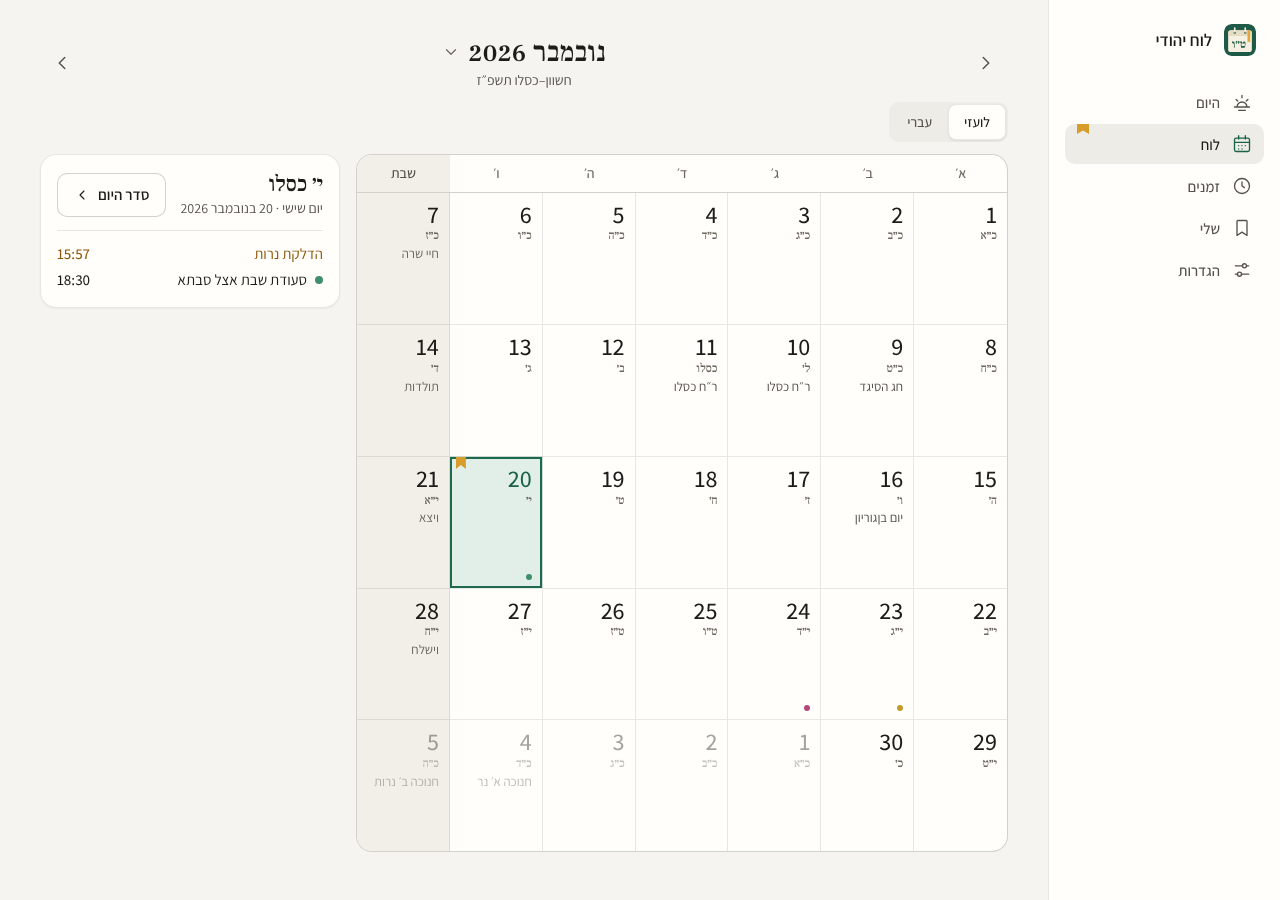 לוח יהודי
היום
לוח
זמנים
שלי
הגדרות
נובמבר 2026
חשוון–כסלו תשפ״ז
לועזי
עברי
א׳ ב׳ ג׳ ד׳ ה׳ ו׳ שבת
1 2 3 4 5 6 7
כ״א כ״ב כ״ג כ״ד כ״ה כ״ו כ״ז
חיי שרה
8 9 10 11 12 13 14
כ״ח כ״ט ל׳ כסלו ב׳ ג׳ ד׳
חג הסיגד ר״ח כסלו ר״ח כסלו תולדות
15 16 17 18 19 20 21
ה׳ ו׳ ז׳ ח׳ ט׳ י׳ י״א
יום בןגוריון ויצא
22 23 24 25 26 27 28
י״ב י״ג י״ד ט״ו ט״ז י״ז י״ח
וישלח
29 30 1 2 3 4 5
י״ט כ׳ כ״א כ״ב כ״ג כ״ד כ״ה
חנוכה א׳ נר חנוכה ב׳ נרות
י׳ כסלו
יום שישי · 20 בנובמבר 2026
סדר היום
הדלקת נרות 15:57
סעודת שבת אצל סבתא 18:30